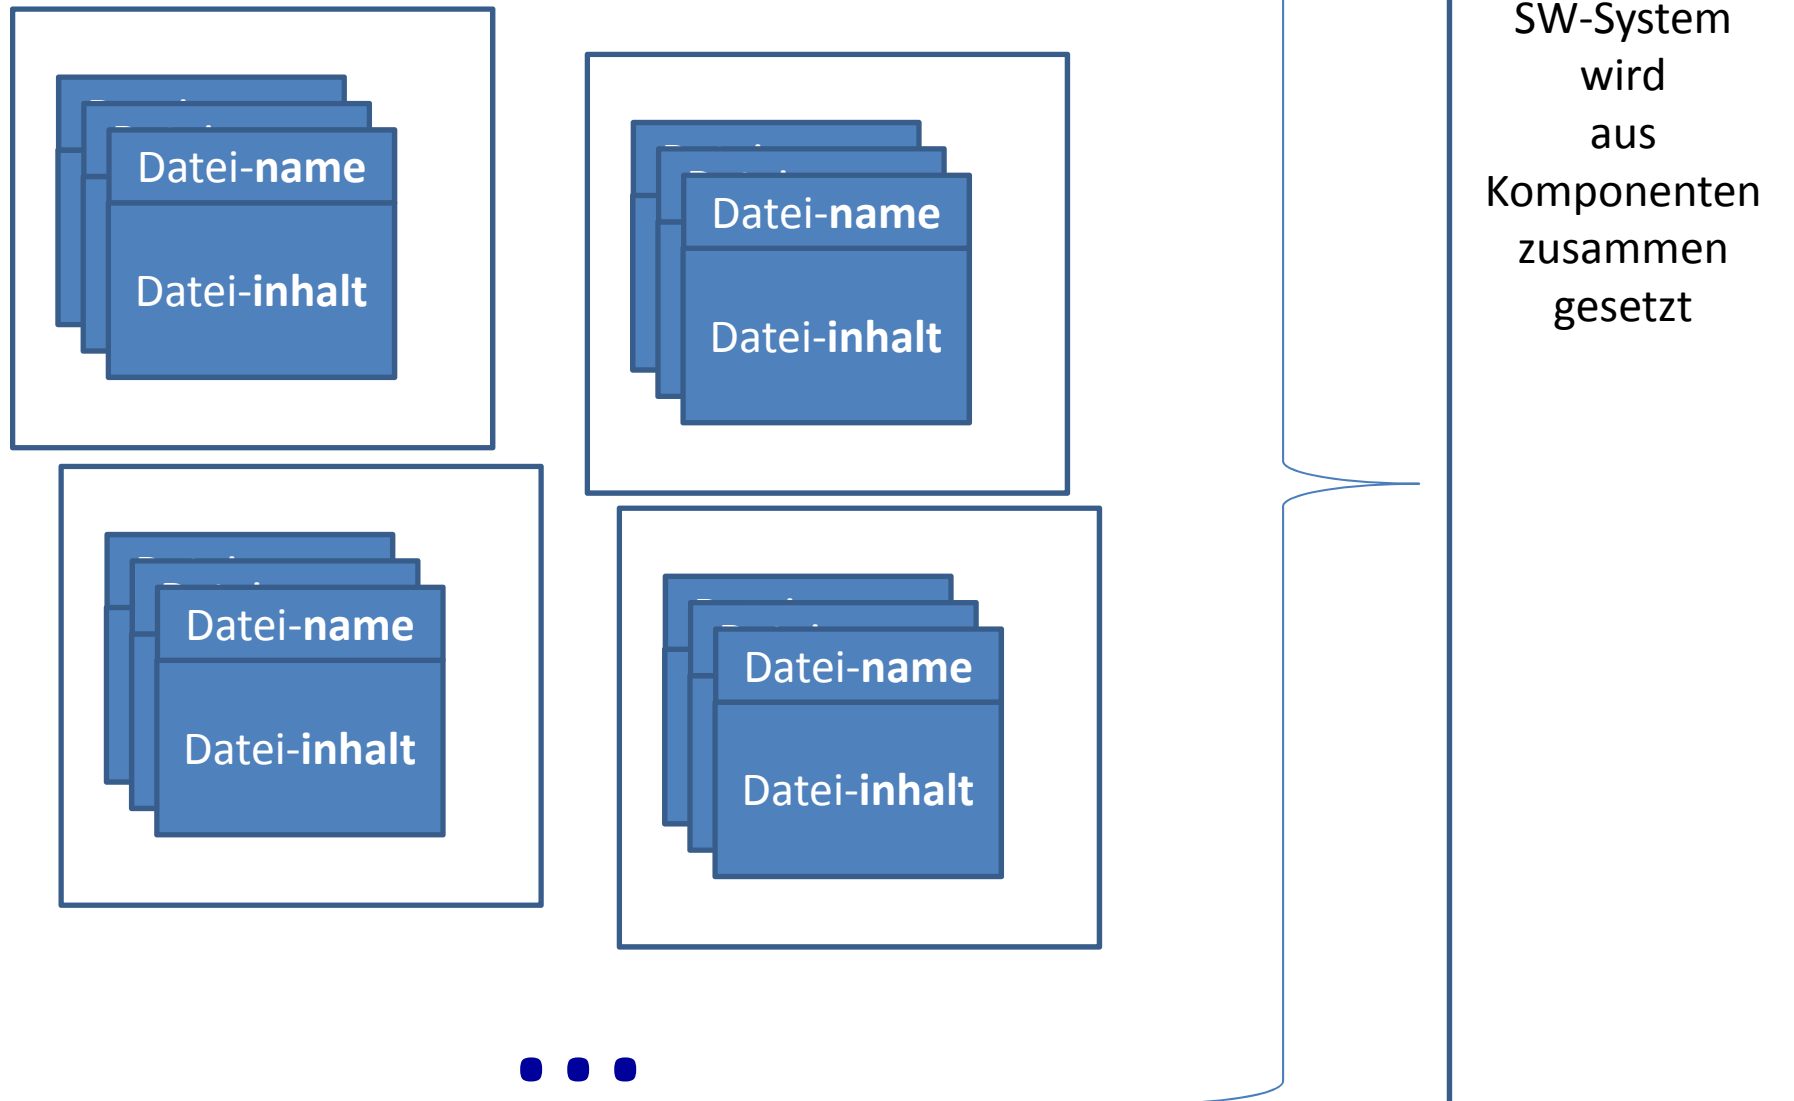 Datei-name
Datei-inhalt
Datei-name
Datei-inhalt
Datei-name
Datei-inhalt
Datei-name
Datei-inhalt
...
SW-System
wird
aus
Komponenten
zusammen
gesetzt